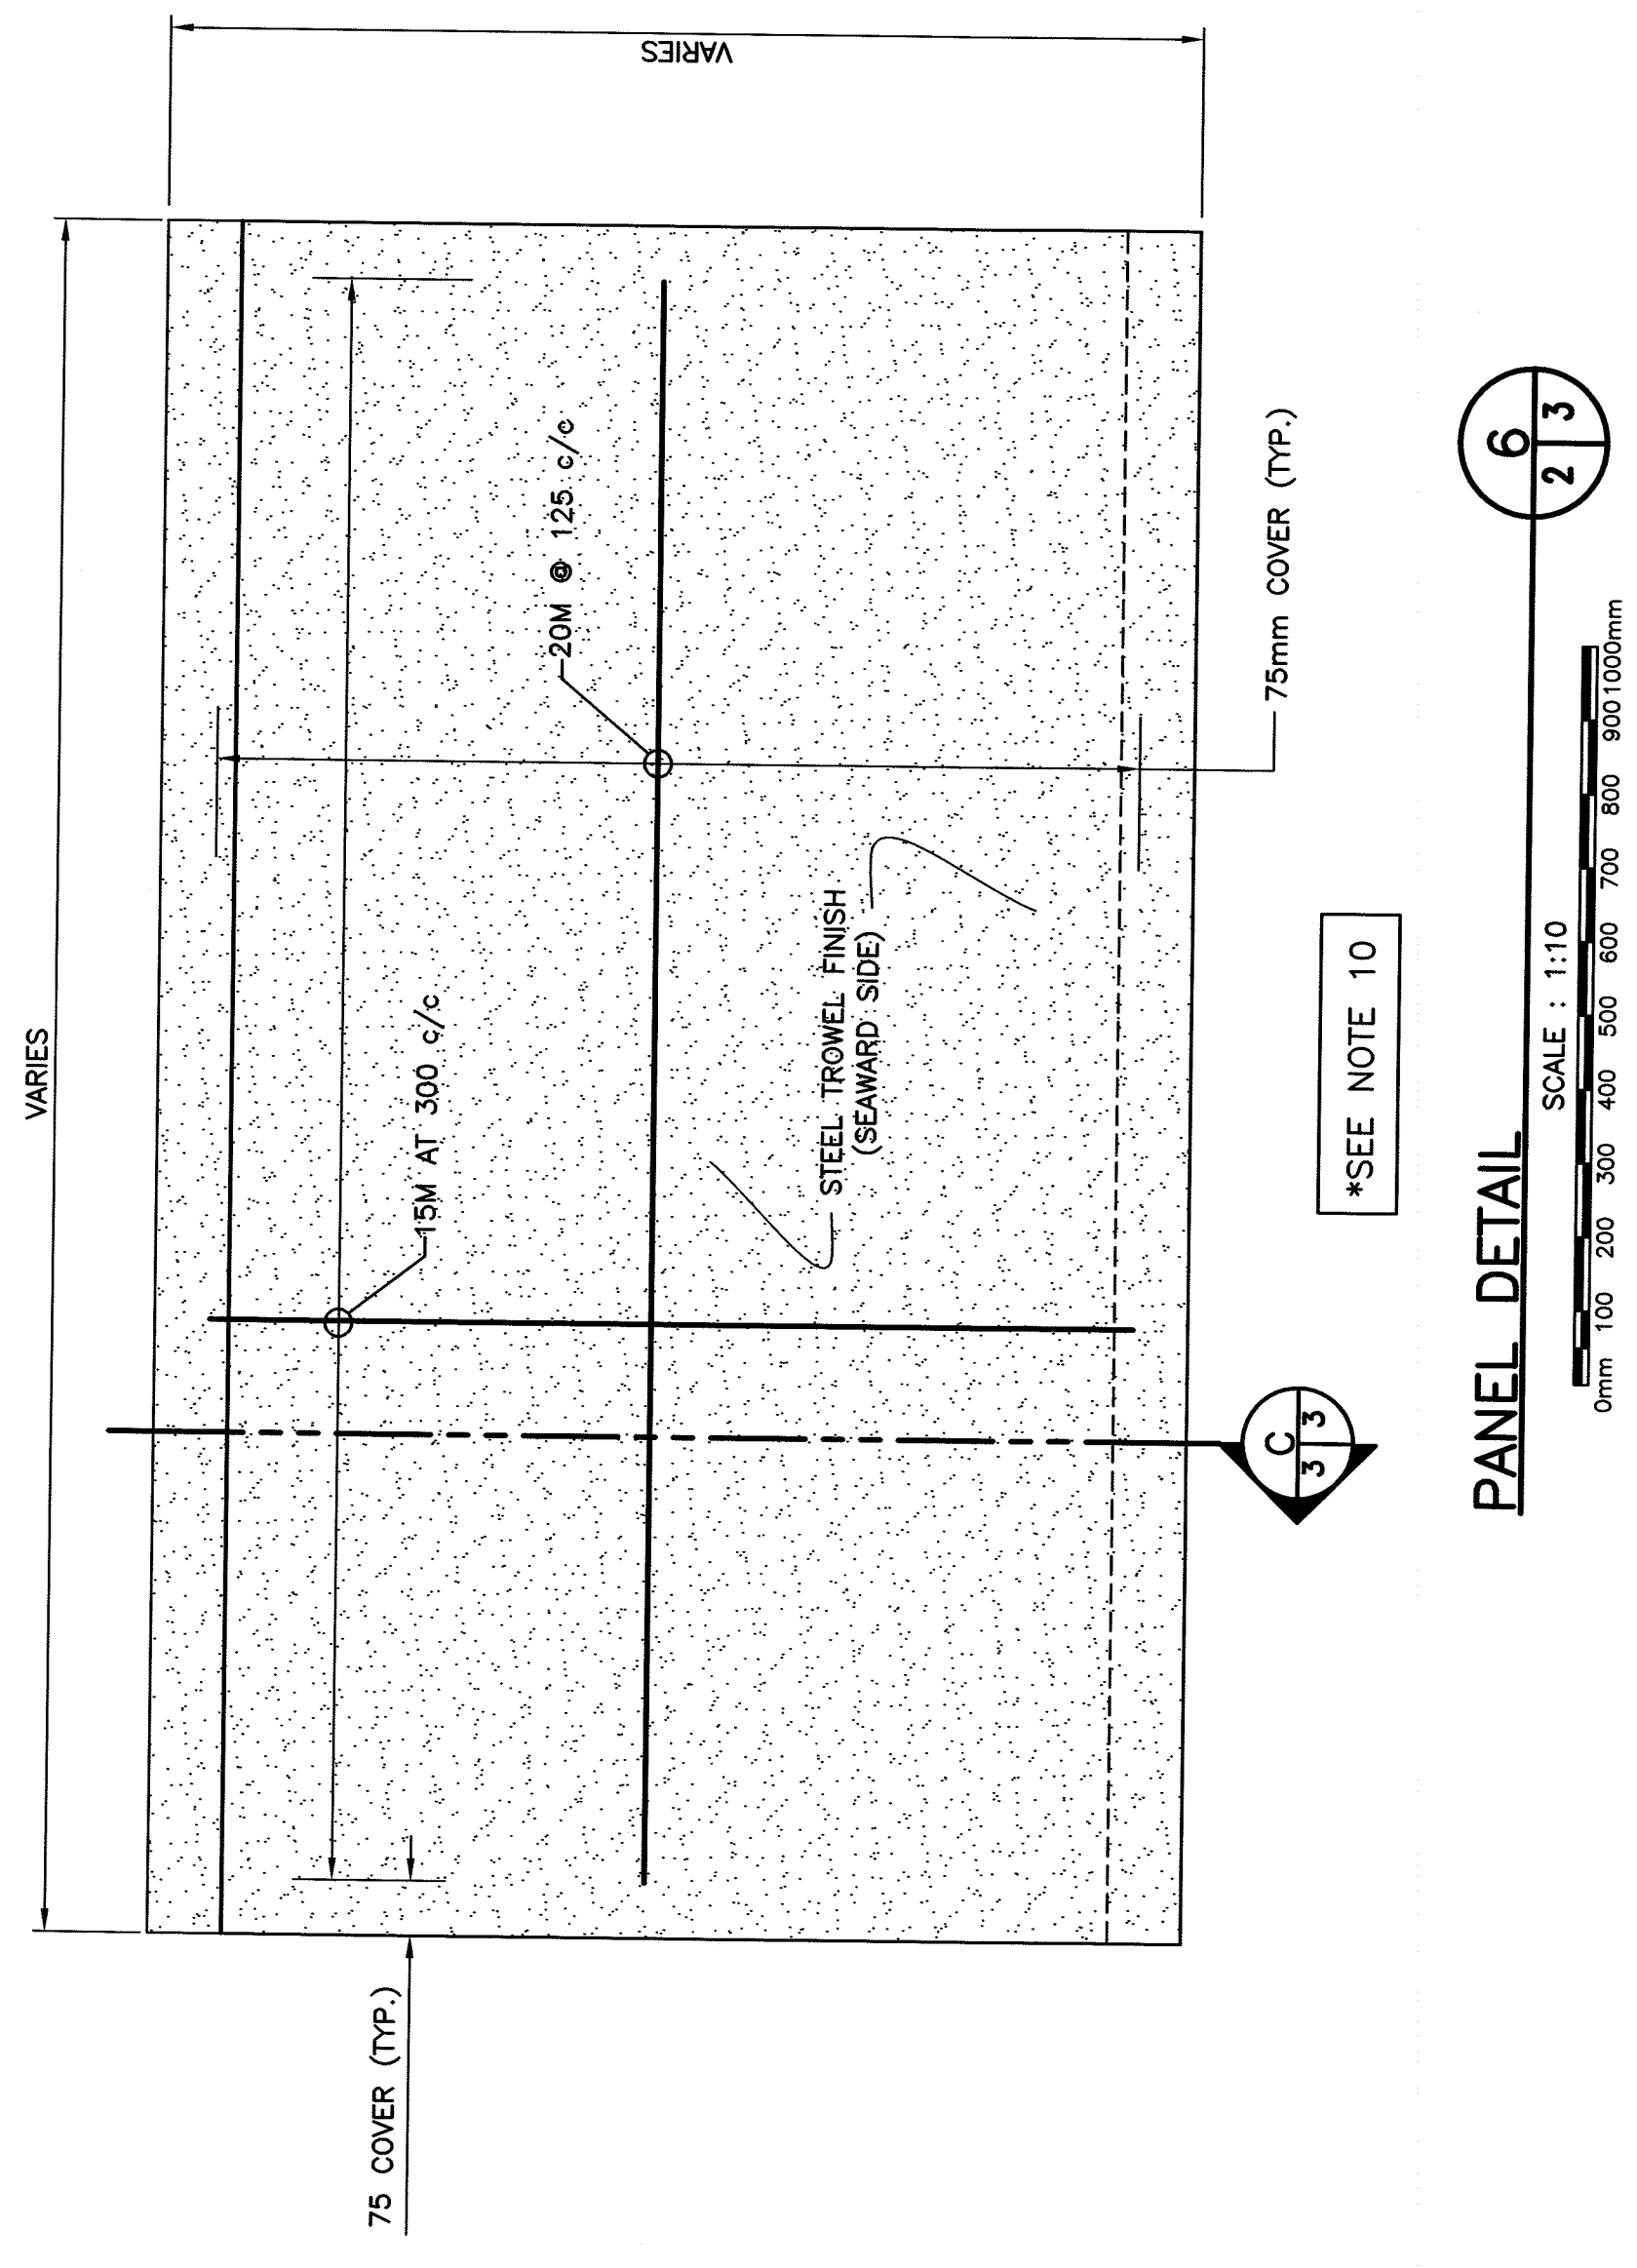 VARIES
VARIES
15M AT 300 c/c
20M @ 125 c/c
STEEL TROWEL FINISH
(SEAWARD SIDE)
75 COVER (TYP.)
75mm COVER (TYP.)
C
3 3
*SEE NOTE 10
PANEL DETAIL
6
2 3
SCALE : 1:10
0mm 100 200 300 400 500 600 700 800 900 1000mm